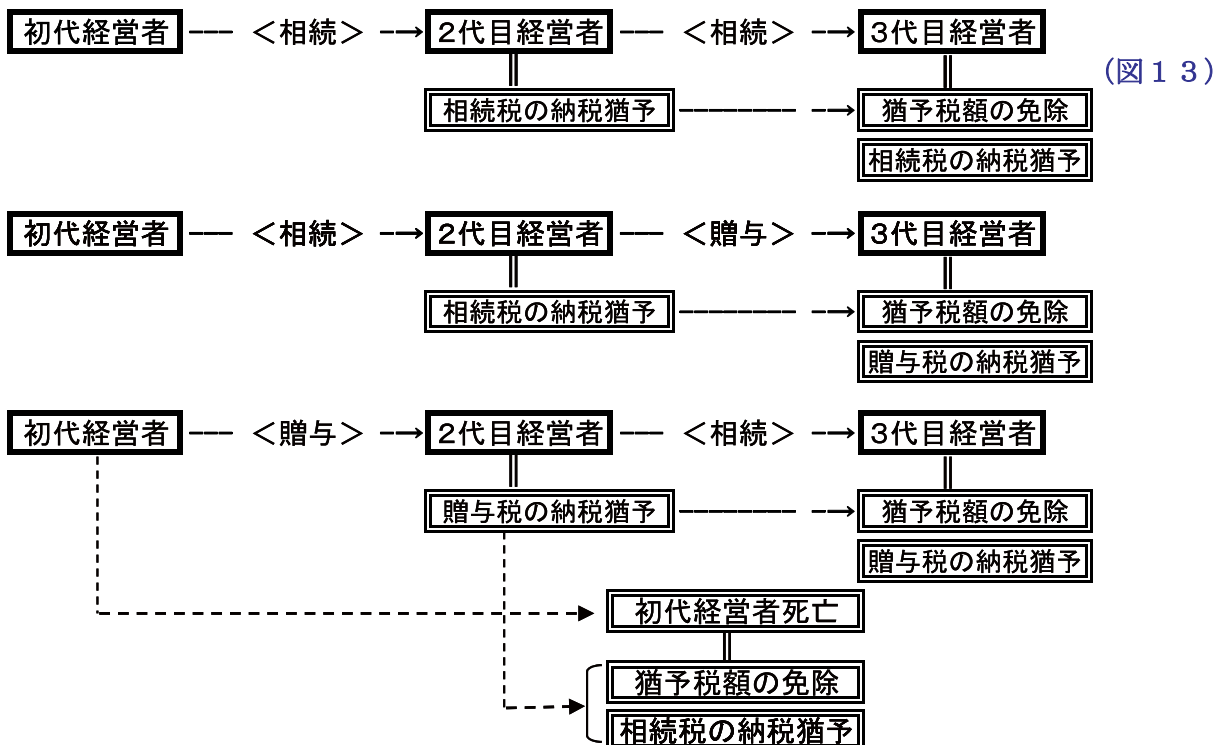 初代経営者 ＜相続＞ ２代目経営者 ＜相続＞ ３代目経営者
（図１３）
相続税の納税猶予 猶予税額の免除
相続税の納税猶予
初代経営者 ＜相続＞ ２代目経営者 ＜贈与＞ ３代目経営者
相続税の納税猶予 猶予税額の免除
贈与税の納税猶予
初代経営者 ＜贈与＞ ２代目経営者 ＜相続＞ ３代目経営者
贈与税の納税猶予 猶予税額の免除
贈与税の納税猶予
初代経営者死亡
猶予税額の免除
相続税の納税猶予